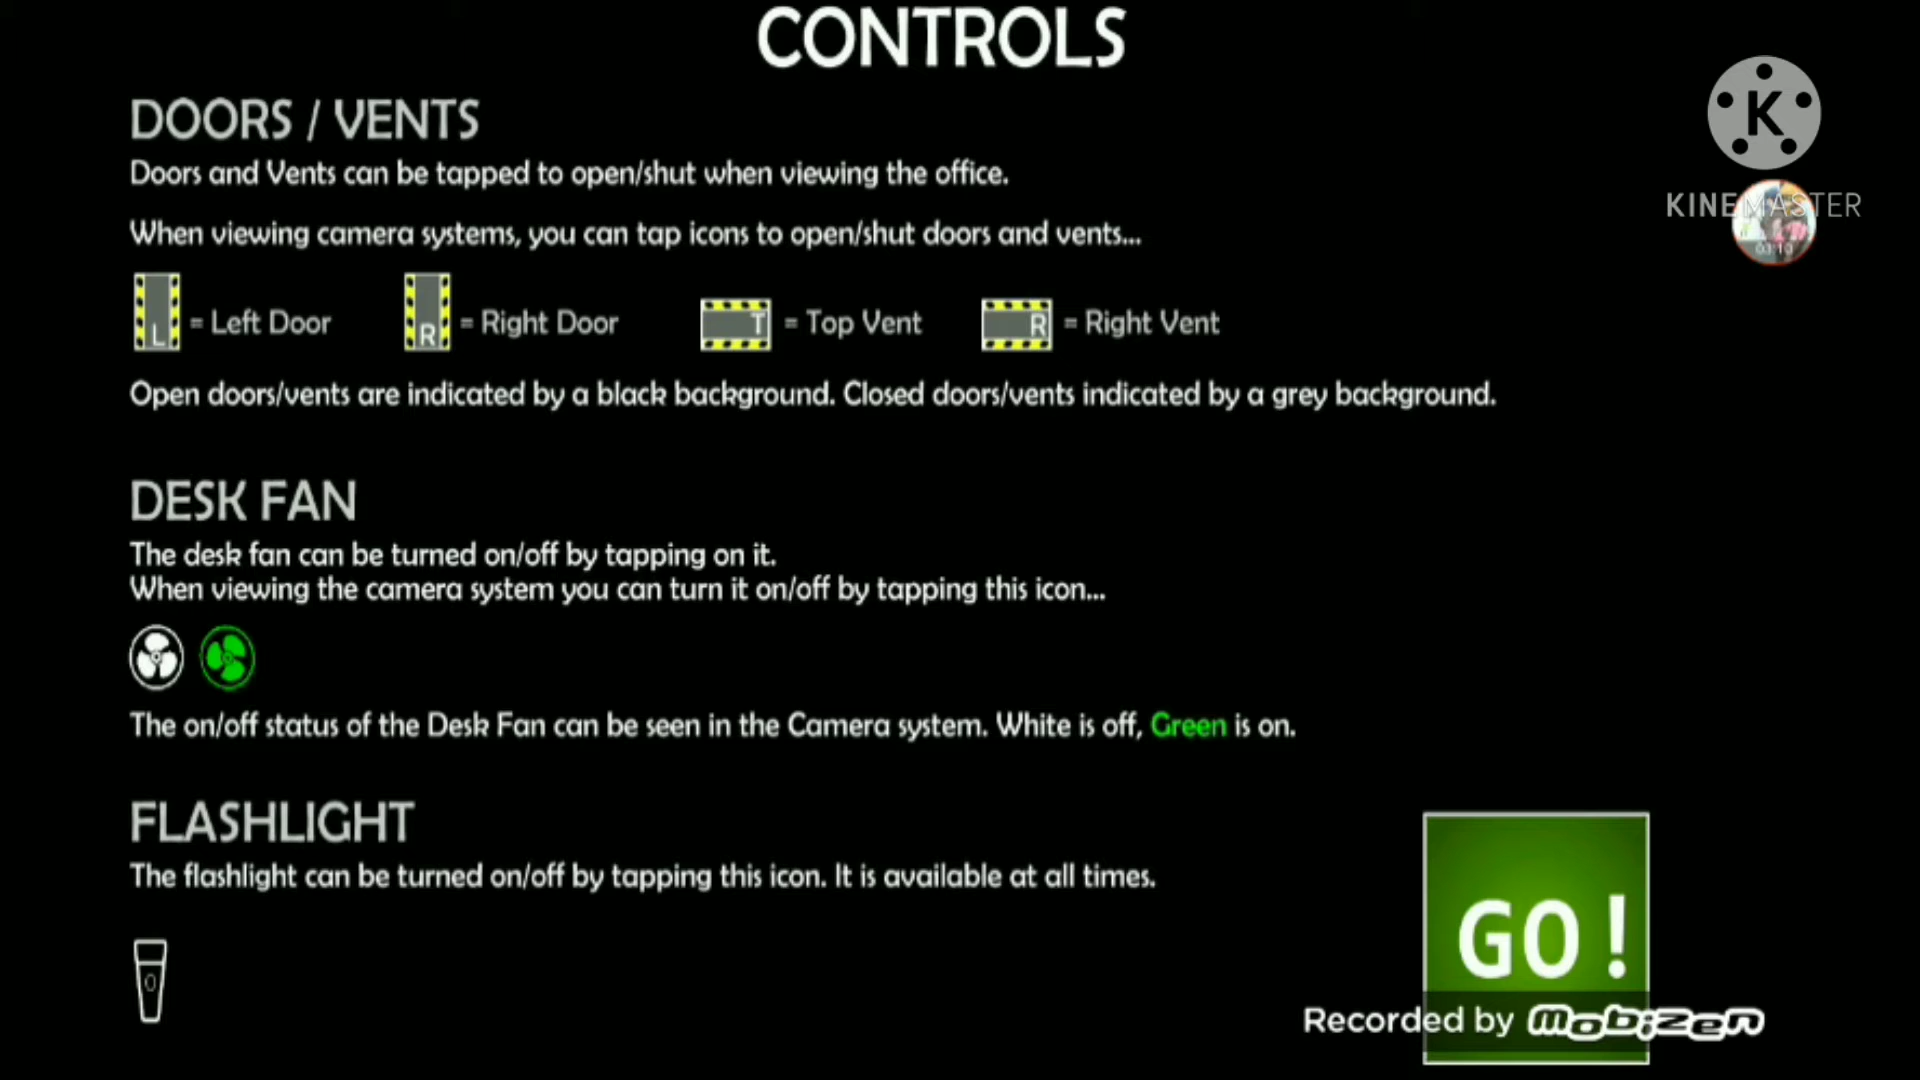 CONTROLS
DOORS / VENTS
Doors and Vents can be tapped to open/shut when viewing the office.
K
KINEMASTER
03:10
When viewing camera systems, you can tap icons to open/shut doors and vents...
L = Left Door R = Right Door T = Top Vent R = Right Vent
Open doors/vents are indicated by a black background. Closed doors/vents indicated by a grey background.
DESK FAN
The desk fan can be turned on/off by tapping on it.
When viewing the camera system you can turn it on/off by tapping this icon...
The on/off status of the Desk Fan can be seen in the Camera system. White is off, Green is on.
FLASHLIGHT
The flashlight can be turned on/off by tapping this icon. It is available at all times.
GO!
Recorded by mobizen